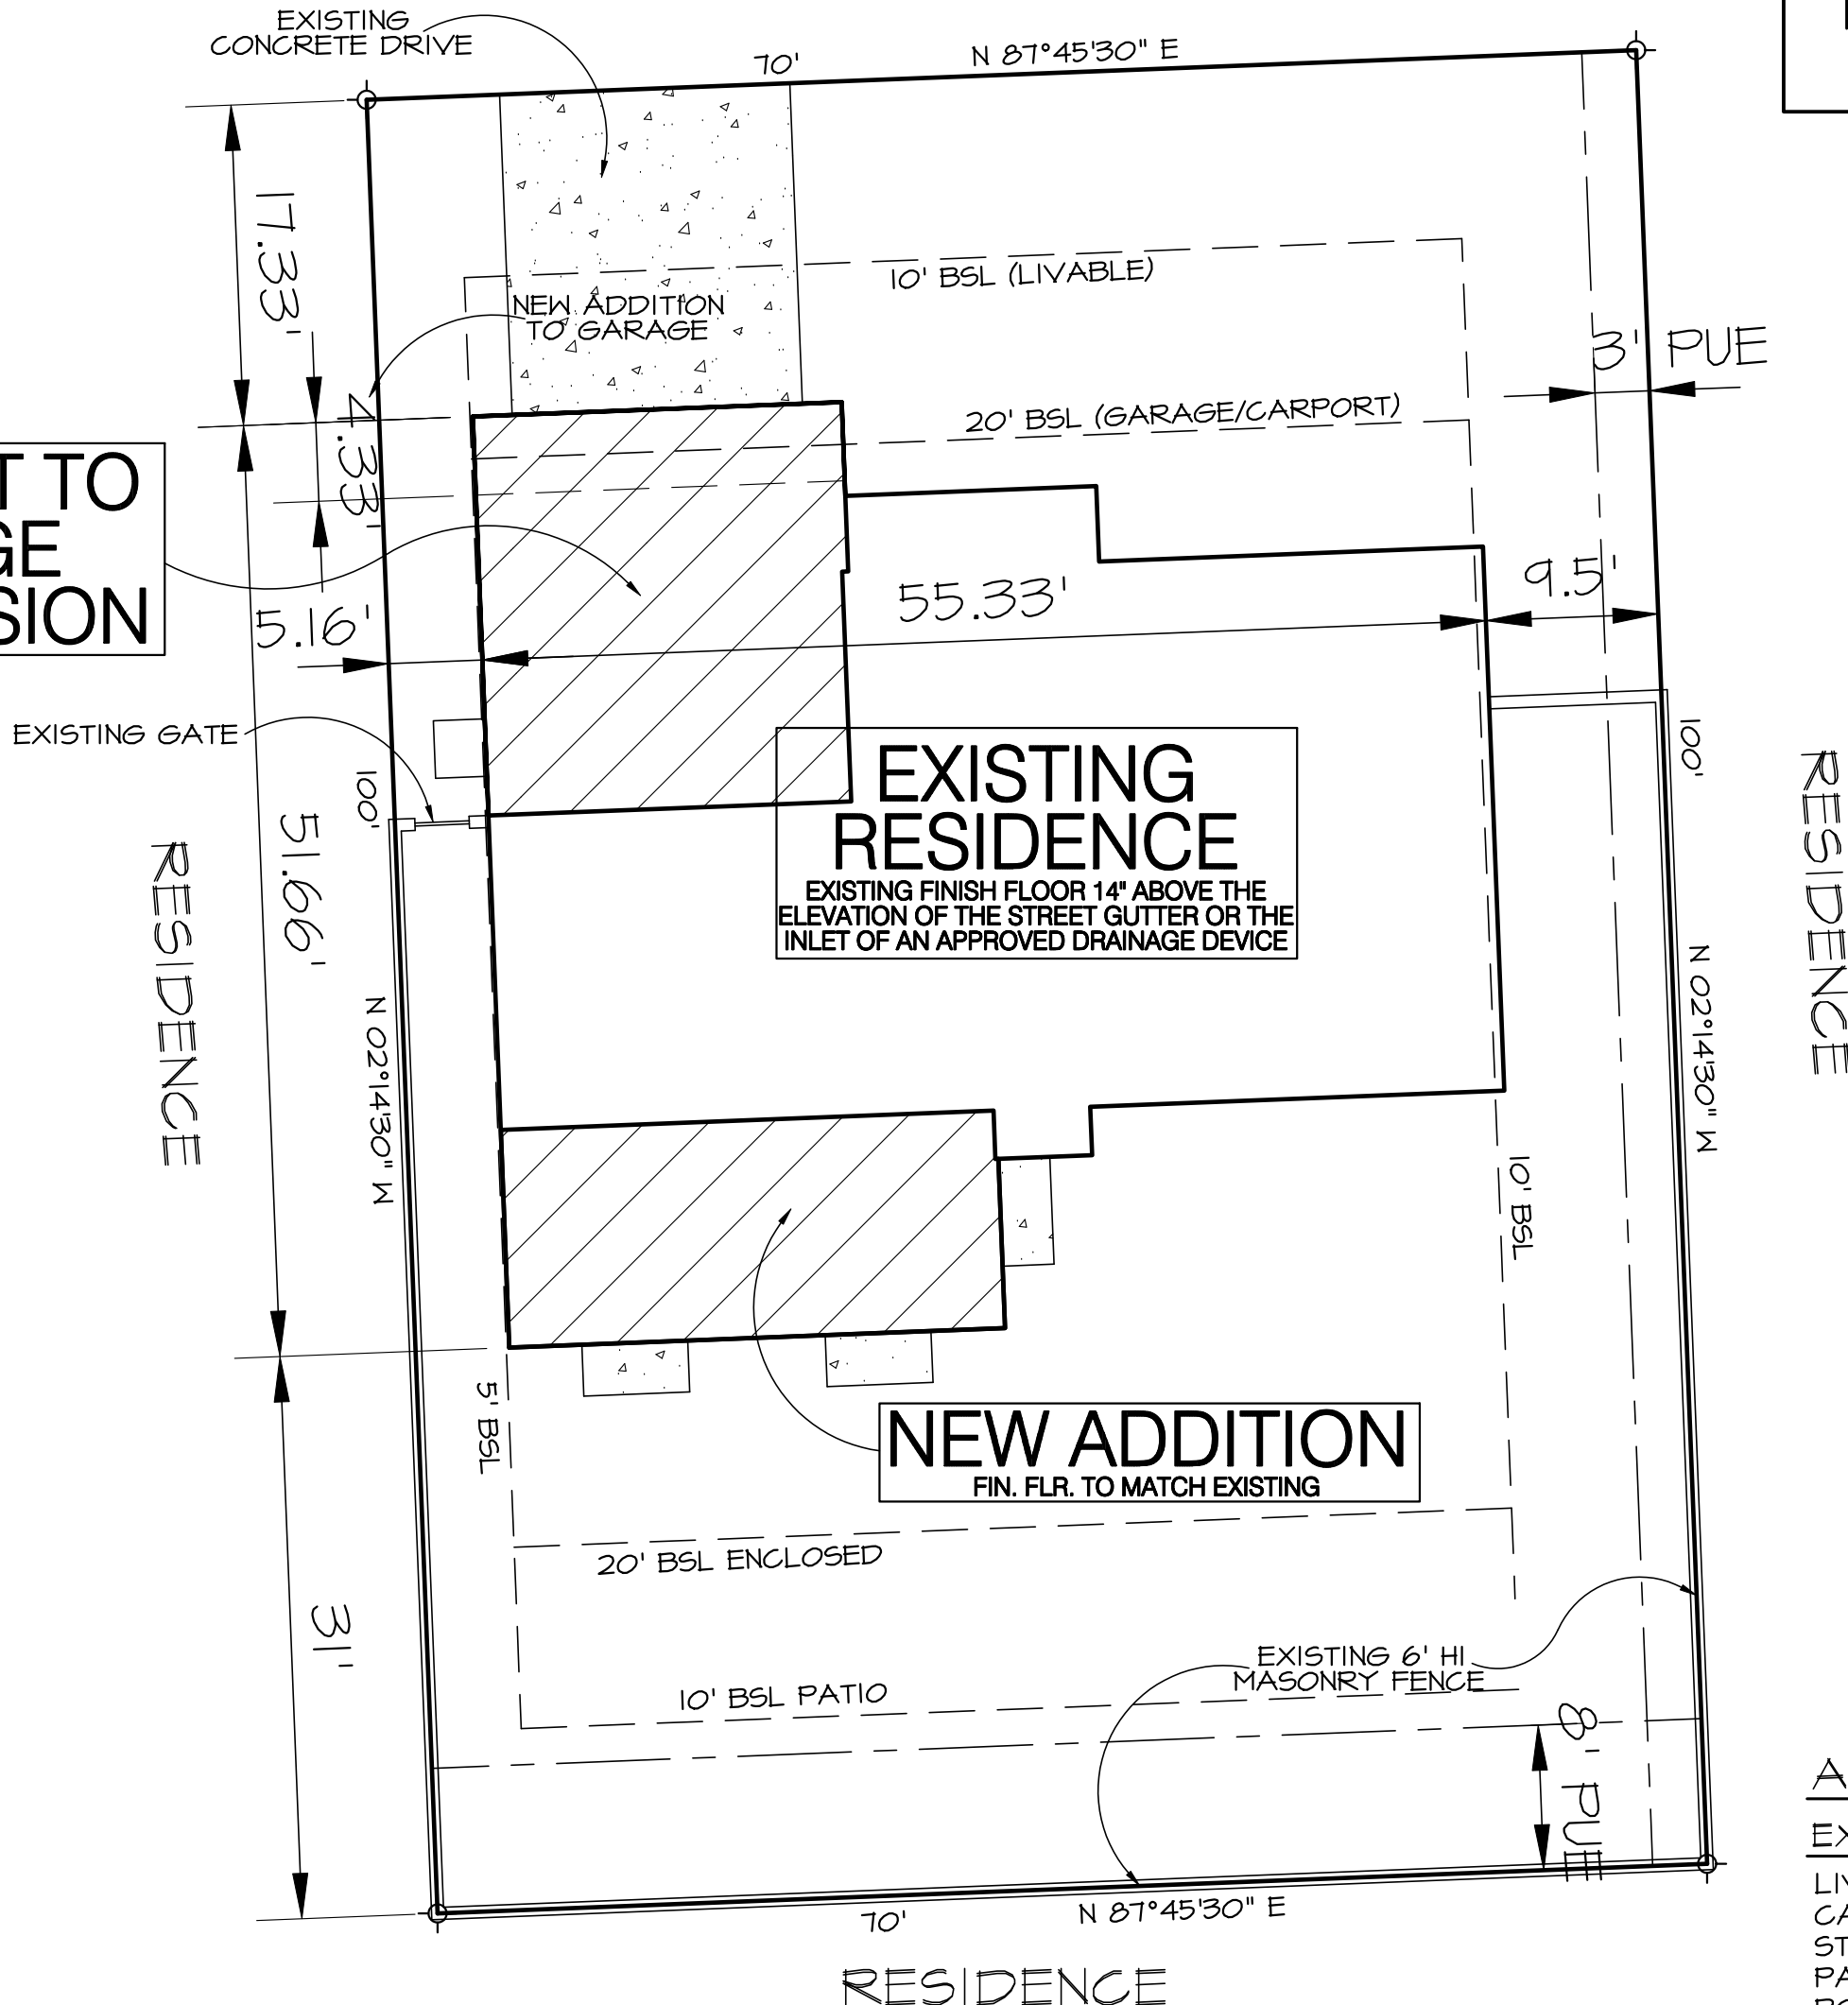 EXISTING
CONCRETE DRIVE
70'
N 87°45'30" E
17.33'
10' BSL (LIVABLE)
NEW ADDITION
TO GARAGE
3' PUE
4.33'
20' BSL (GARAGE/CARPORT)
TO
SION
5.16'
55.33'
9.5'
EXISTING GATE
100'
100'
EXISTING
RESIDENCE
EXISTING FINISH FLOOR 14" ABOVE THE
ELEVATION OF THE STREET GUTTER OR THE
INLET OF AN APPROVED DRAINAGE DEVICE
RESIDENCE
51.66'
RESIDENCE
N 02°14'30" W
N 02°14'30" W
10' BSL
5' BSL
NEW ADDITION
FIN. FLR. TO MATCH EXISTING
20' BSL ENCLOSED
31'
EXISTING 6' HI
MASONRY FENCE
10' BSL PATIO
8' PUE
70'
N 87°45'30" E
RESIDENCE